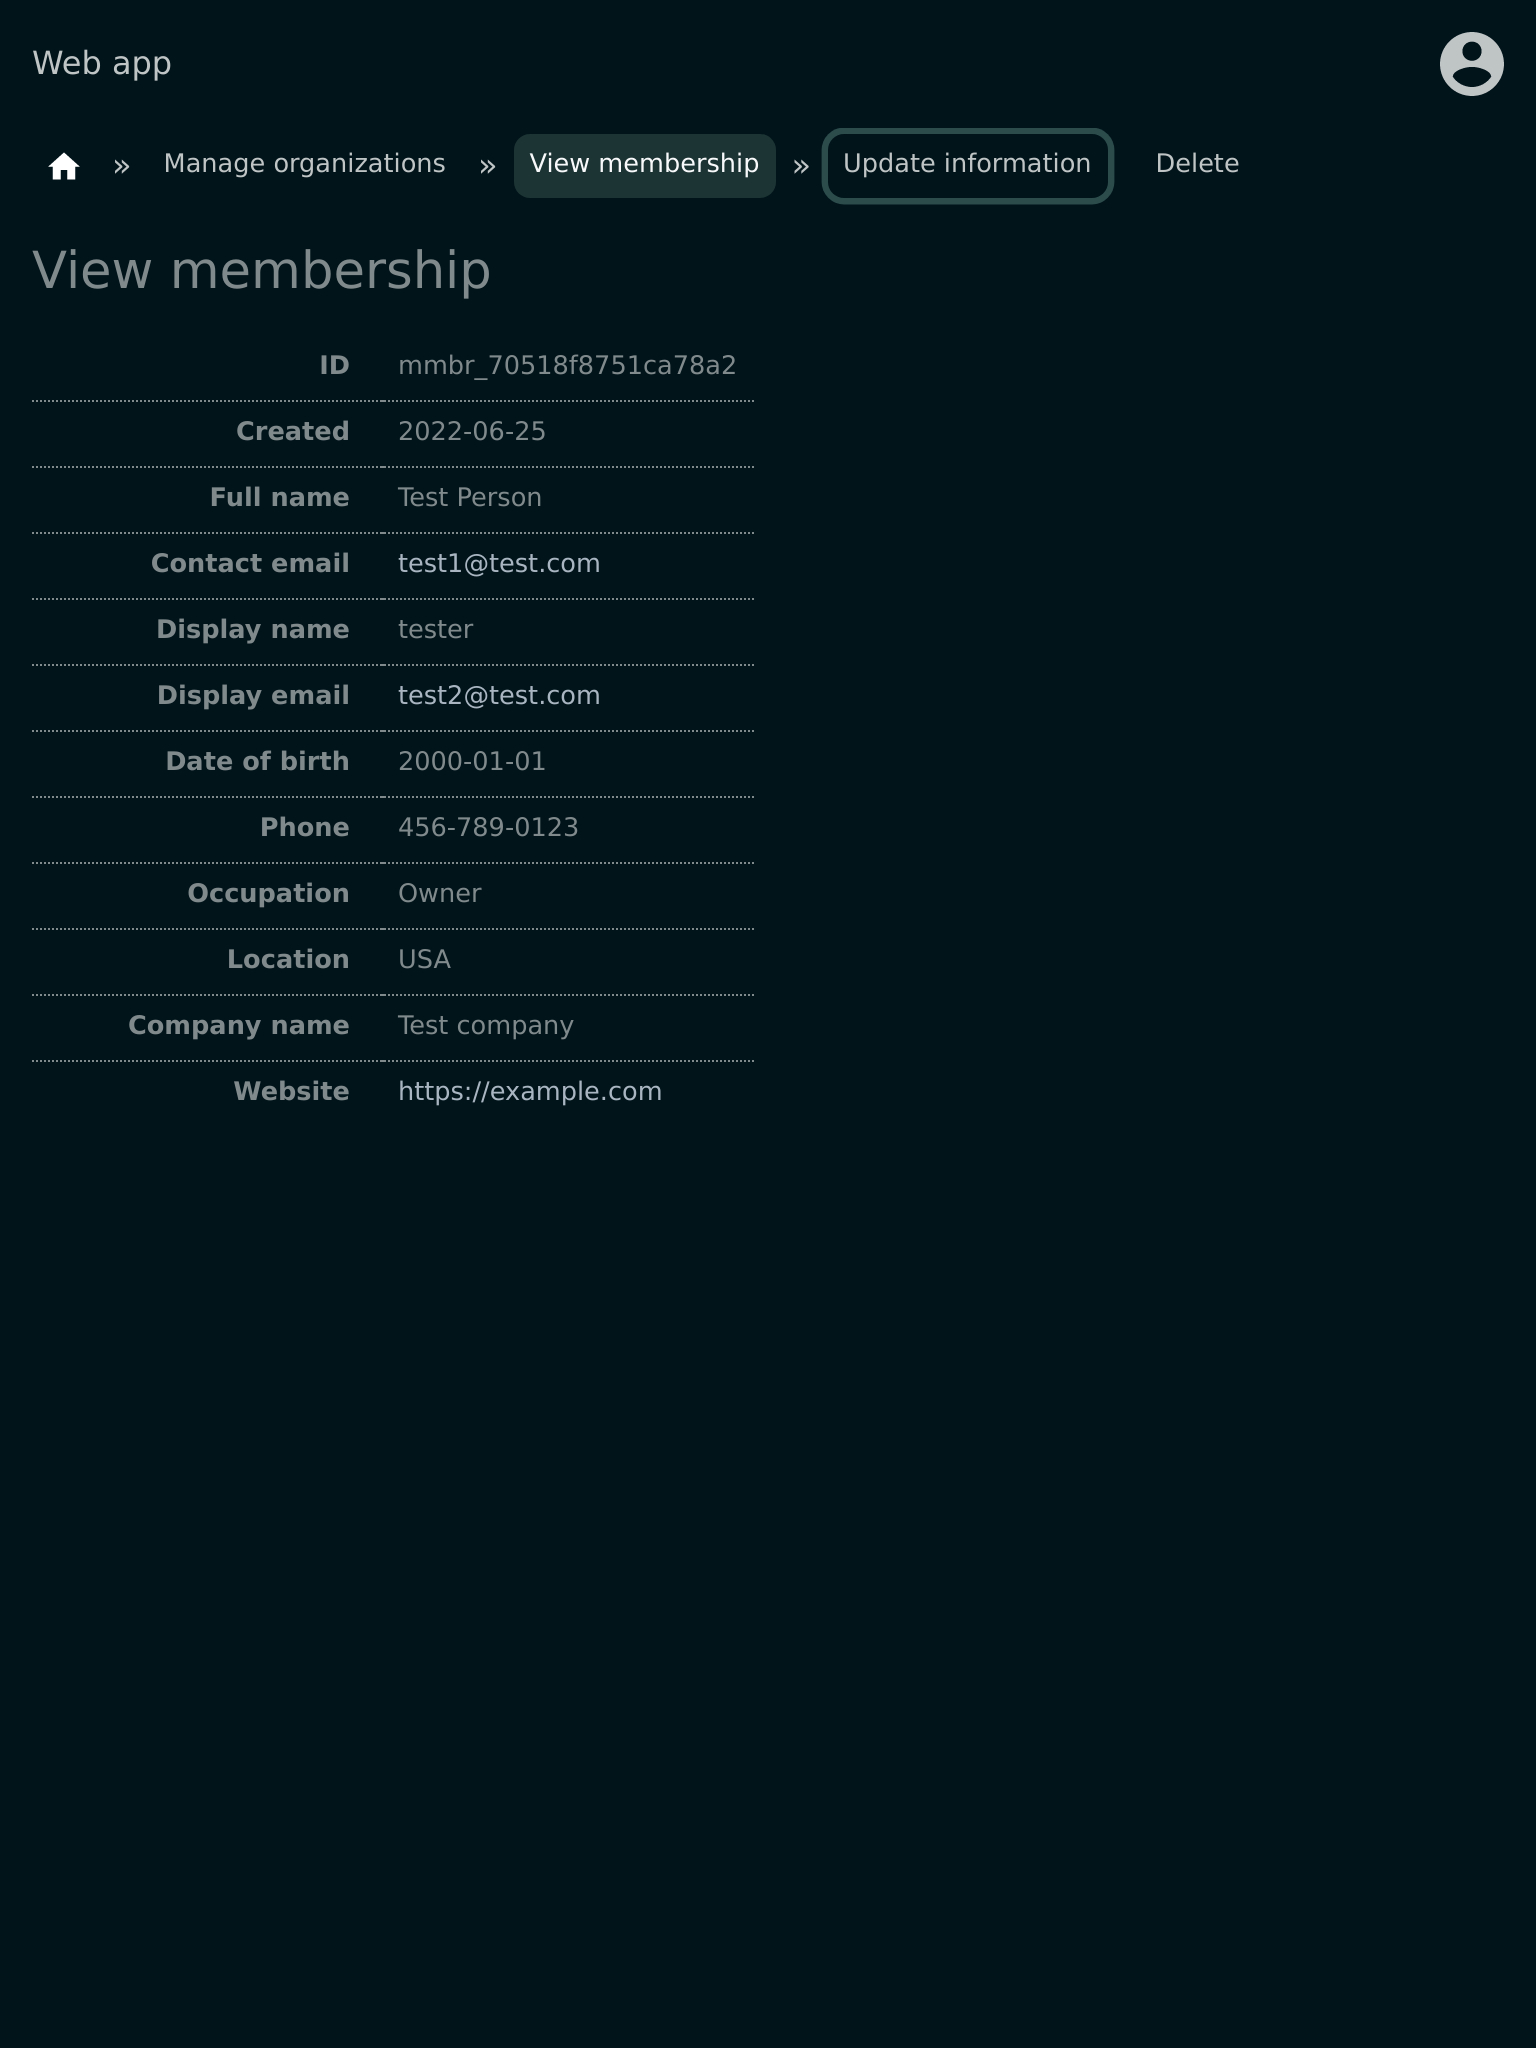 Web app
» Manage organizations » View membership » Update information Delete
View membership
ID mmbr_70518f8751ca78a2
Created 2022-06-25
Full name Test Person
Contact email test1@test.com
Display name tester
Display email test2@test.com
Date of birth 2000-01-01
Phone 456-789-0123
Occupation Owner
Location USA
Company name Test company
Website https://example.com